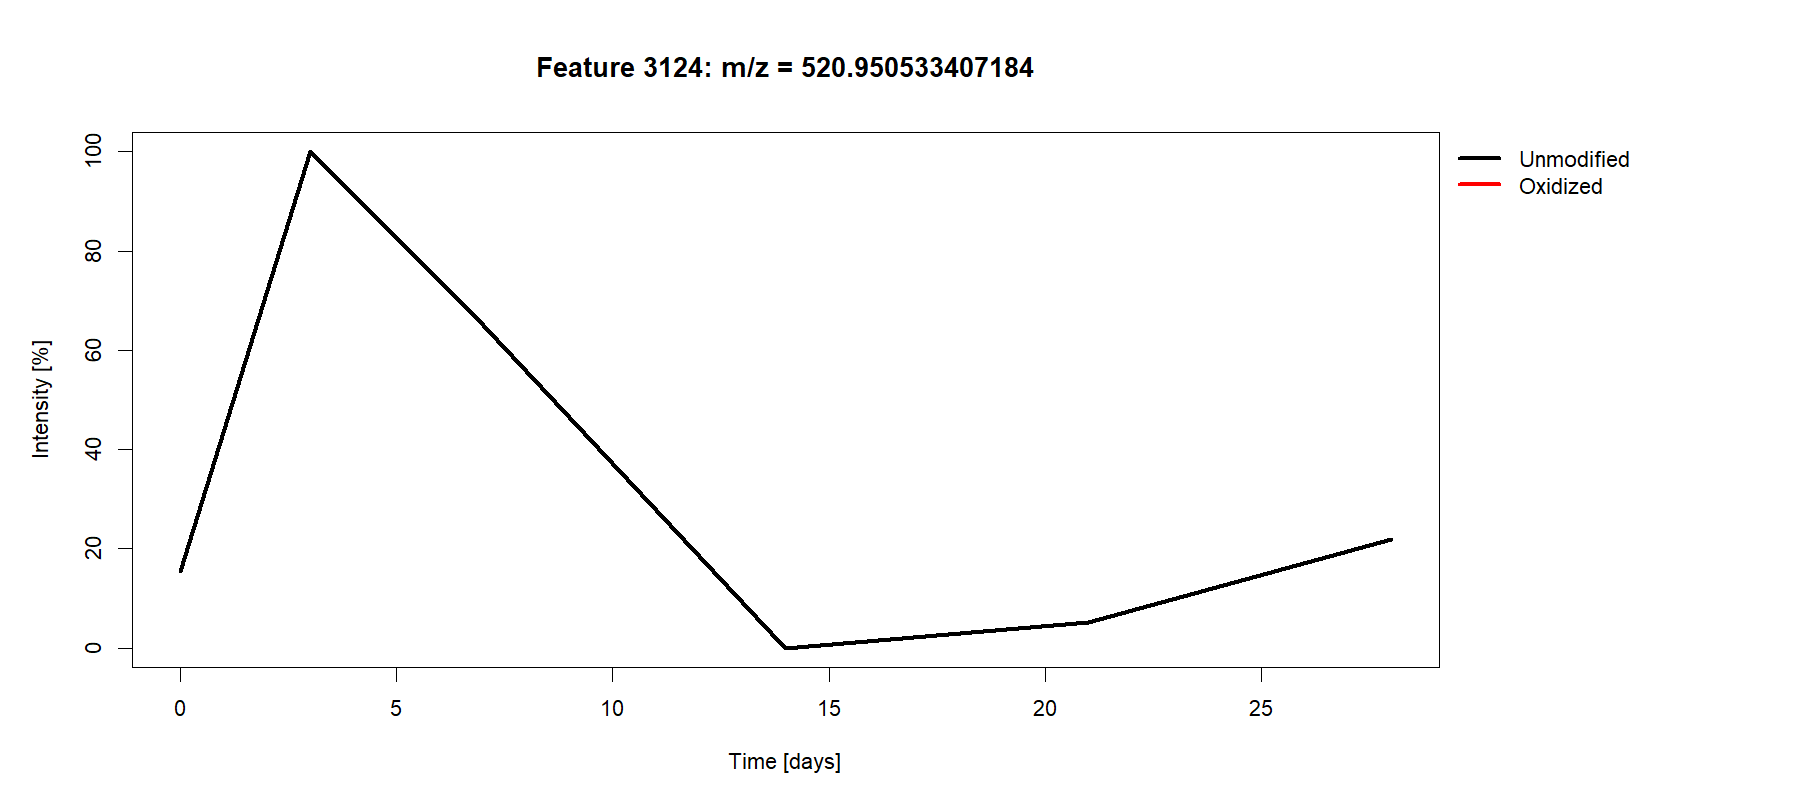 Feature 3124: m/z = 520.950533407184
Unmodified
Oxidized
Intensity [%]
100
80
60
40
20
0
0 5 10 15 20 25
Time [days]